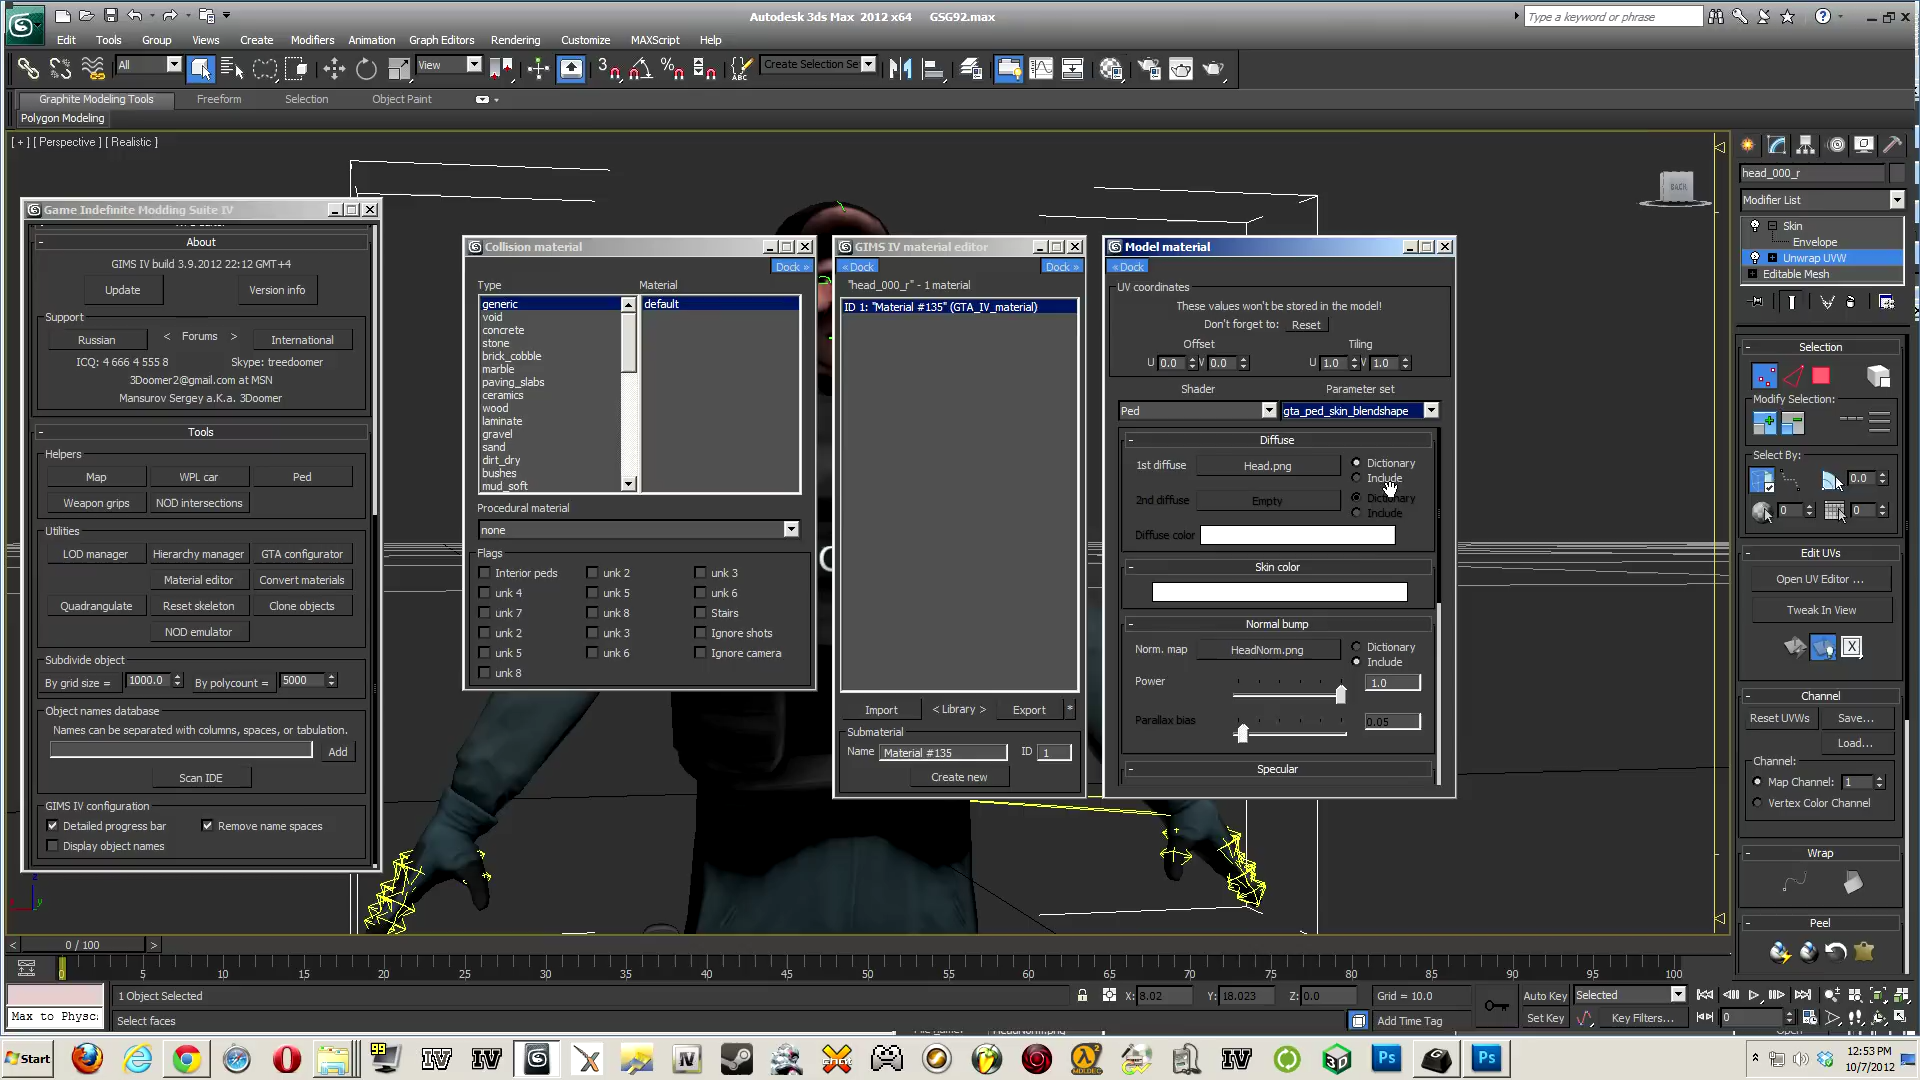 Autodesk 3ds Max  2012 x64    GSG92.max
Type a keyword or phrase
Edit  Tools  Group  Views  Create  Modifiers  Animation  Graph Editors  Rendering  Customize  MAXScript  Help
All  View  Create Selection Se
Graphite Modeling Tools  Freeform  Selection  Object Paint
Polygon Modeling
[ + ] [ Perspective ] [ Realistic ]
BACK
Game Indefinite Modding Suite IV
About
GIMS IV build 3.9.2012 22:12 GMT+4
Update  Version info
Support
Russian  <  Forums  >  International
ICQ: 4 666 4 555 8  Skype: treedoomer
3Doomer2@gmail.com at MSN
Mansurov Sergey a.K.a. 3Doomer
Tools
Helpers
Map  WPL car  Ped
Weapon grips  NOD intersections
Utilities
LOD manager  Hierarchy manager  GTA configurator
Material editor  Convert materials
Quadrangulate  Reset skeleton  Clone objects
NOD emulator
Subdivide object
By grid size =  1000.0  By polycount =  5000
Object names database
Names can be separated with columns, spaces, or tabulation.
Add
Scan IDE
GIMS IV configuration
Detailed progress bar  Remove name spaces
Display object names
Collision material
Dock »
Type  Material
generic  default
void
concrete
stone
brick_cobble
marble
paving_slabs
ceramics
wood
laminate
gravel
sand
dirt_dry
bushes
mud_soft
Procedural material
none
Flags
Interior peds  unk 2  unk 3
unk 4  unk 5  unk 6
unk 7  unk 8  Stairs
unk 2  unk 3  Ignore shots
unk 5  unk 6  Ignore camera
unk 8
GIMS IV material editor
« Dock  Dock »
"head_000_r" - 1 material
ID 1: "Material #135" (GTA_IV_material)
Import  < Library >  Export  *
Submaterial
Name  Material #135  ID  1
Create new
Model material
« Dock
UV coordinates
These values won't be stored in the model!
Don't forget to:  Reset
Offset  Tiling
U  0.0  V  0.0  U  1.0  V  1.0
Shader  Parameter set
Ped  gta_ped_skin_blendshape
Diffuse
1st diffuse  Head.png  Dictionary
Include
2nd diffuse  Empty  Dictionary
Include
Diffuse color
Skin color
Normal bump
Norm. map  HeadNorm.png  Dictionary
Include
Power  1.0
Parallax bias  0.05
Specular
head_000_r
Modifier List
Skin
Envelope
Unwrap UVW
Editable Mesh
Selection
Modify Selection:
Select By:
0.0
0  0
Edit UVs
Open UV Editor ...
Tweak In View
Channel
Reset UVWs  Save...
Load...
Channel:
Map Channel:  1
Vertex Color Channel
Wrap
Peel
<  0 / 100  >
0  5  10  15  20  25  30  35  40  45  50  55  60  65  70  75  80  85  90  95  100
1 Object Selected  X: 8.02  Y: 18.023  Z: 0.0  Grid = 10.0  Auto Key  Selected
Max to Physc:  Select faces  Add Time Tag  Set Key  Key Filters...  0
Start
99
12:53 PM
10/7/2012